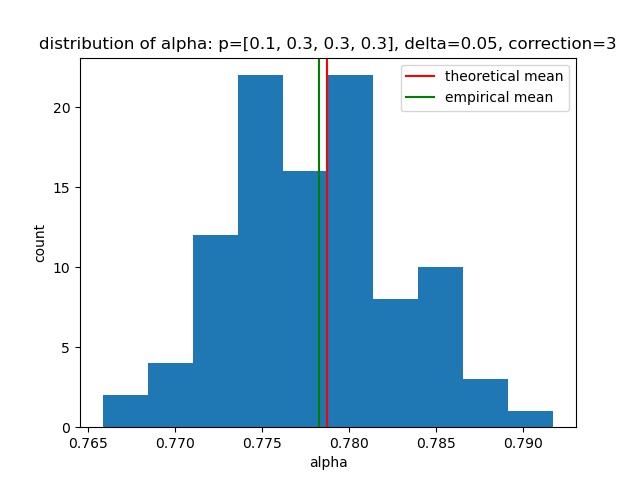 distribution of alpha: p=[0.1, 0.3, 0.3, 0.3], delta=0.05, correction=3
theoretical mean
empirical mean
count
20
15
10
5
0
0.765 0.770 0.775 0.780 0.785 0.790
alpha